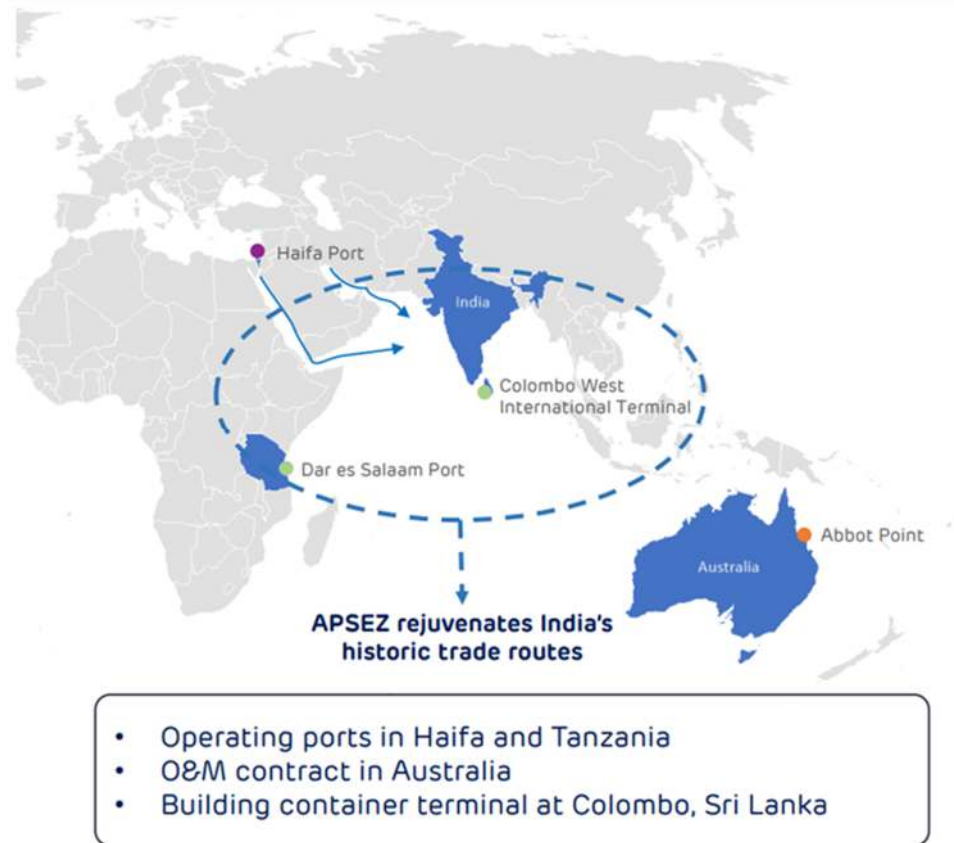 Haifa Port
India
Colombo West
International Terminal
Dar es Salaam Port
Abbot Point
Australia
APSEZ rejuvenates India's
historic trade routes
• Operating ports in Haifa and Tanzania
• O&M contract in Australia
• Building container terminal at Colombo, Sri Lanka